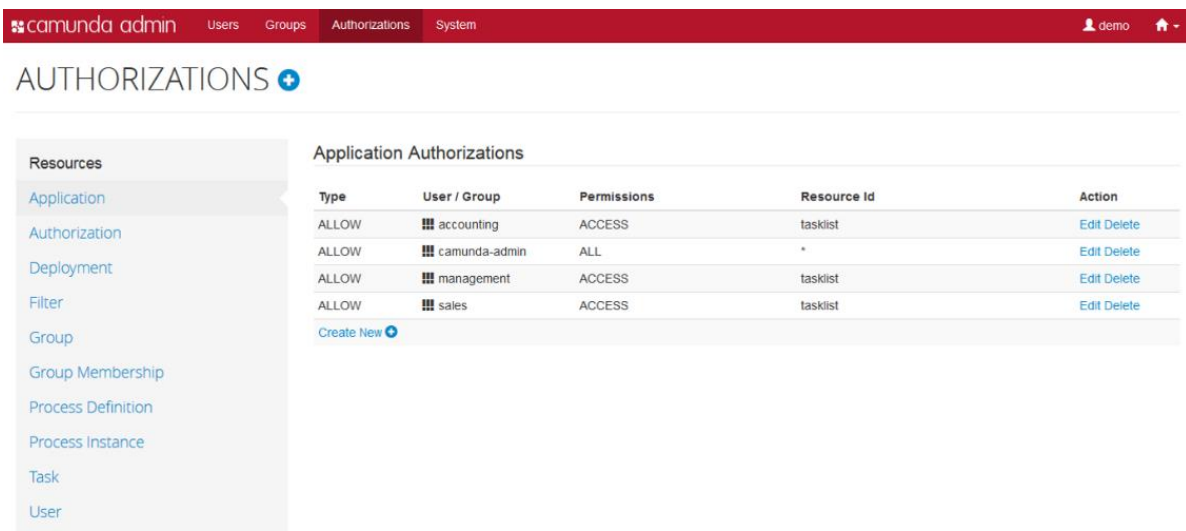 camunda admin Users Groups Authorizations System demo
AUTHORIZATIONS
Resources
Application
Authorization
Deployment
Filter
Group
Group Membership
Process Definition
Process Instance
Task
User
Application Authorizations
Type User / Group Permissions Resource Id Action
ALLOW accounting ACCESS tasklist Edit Delete
ALLOW camunda-admin ALL * Edit Delete
ALLOW management ACCESS tasklist Edit Delete
ALLOW sales ACCESS tasklist Edit Delete
Create New